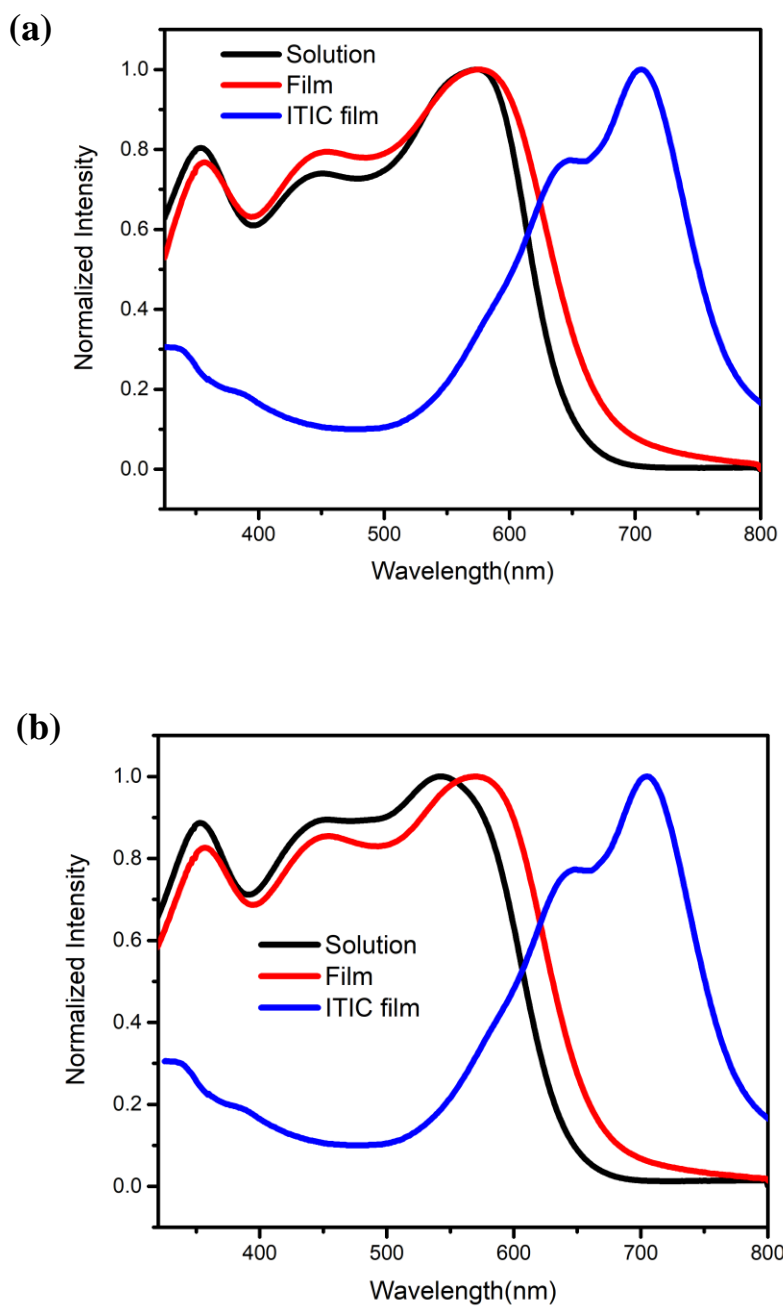 (a)
Solution
Film
ITIC film
1.0
0.8
0.6
0.4
0.2
0.0
Normalized Intensity
400 500 600 700 800
Wavelength(nm)
(b)
1.0
0.8
0.6
0.4
0.2
0.0
Normalized Intensity
Solution
Film
ITIC film
400 500 600 700 800
Wavelength(nm)